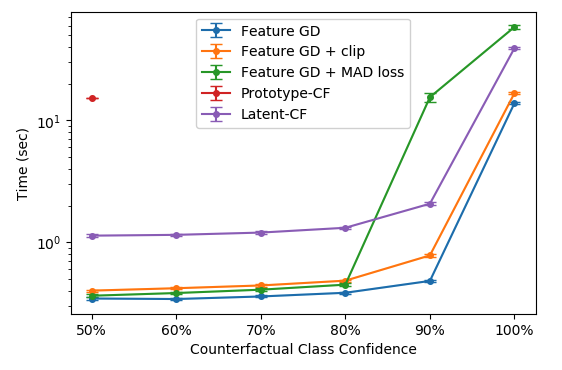 Feature GD
Feature GD + clip
Feature GD + MAD loss
Prototype-CF
Latent-CF
Time (sec)
10¹
10⁰
50% 60% 70% 80% 90% 100%
Counterfactual Class Confidence